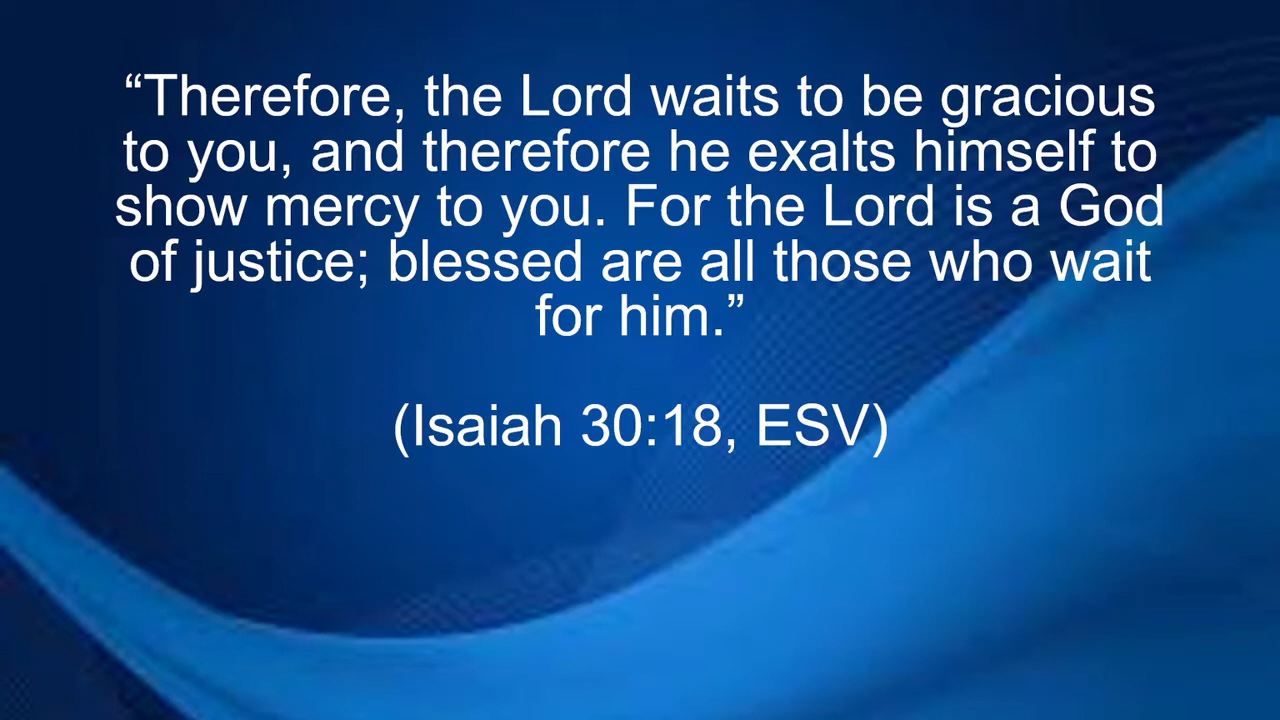 “Therefore, the Lord waits to be gracious
to you, and therefore he exalts himself to
show mercy to you. For the Lord is a God
of justice; blessed are all those who wait
for him.”
(Isaiah 30:18, ESV)